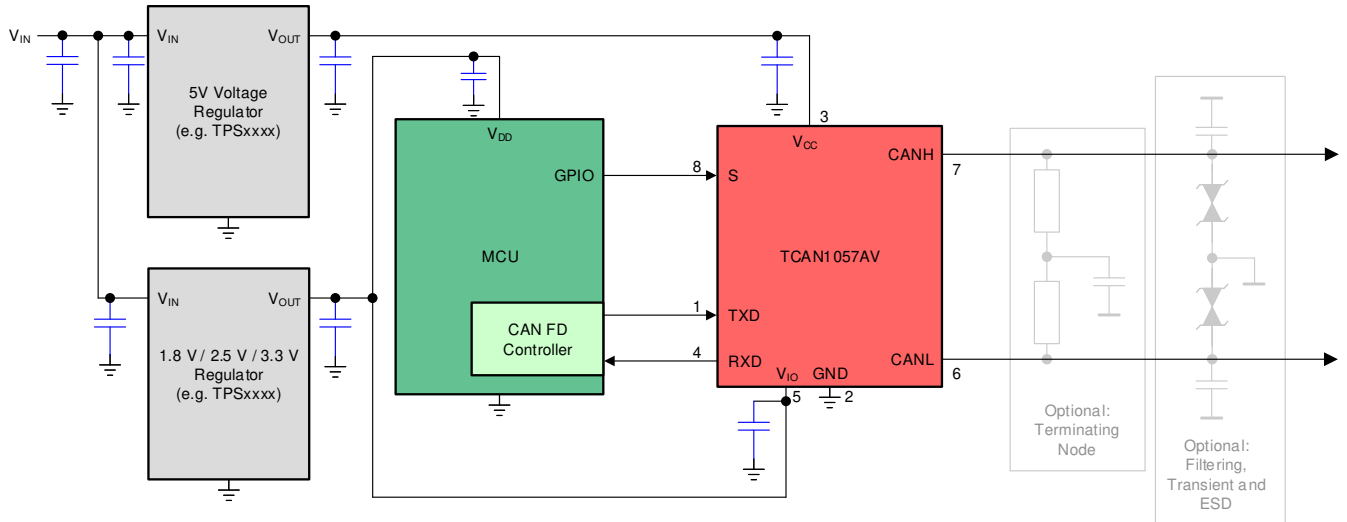 VIN
VIN
VOUT
5V Voltage
Regulator
(e.g. TPSxxxx)
VIN
VOUT
1.8 V / 2.5 V / 3.3 V
Regulator
(e.g. TPSxxxx)
VDD
GPIO
MCU
CAN FD
Controller
8
1
4
3
VCC
CANH
7
S
TCAN1057AV
TXD
RXD
VIO
GND
CANL
6
5
2
Optional:
Terminating
Node
Optional:
Filtering,
Transient and
ESD